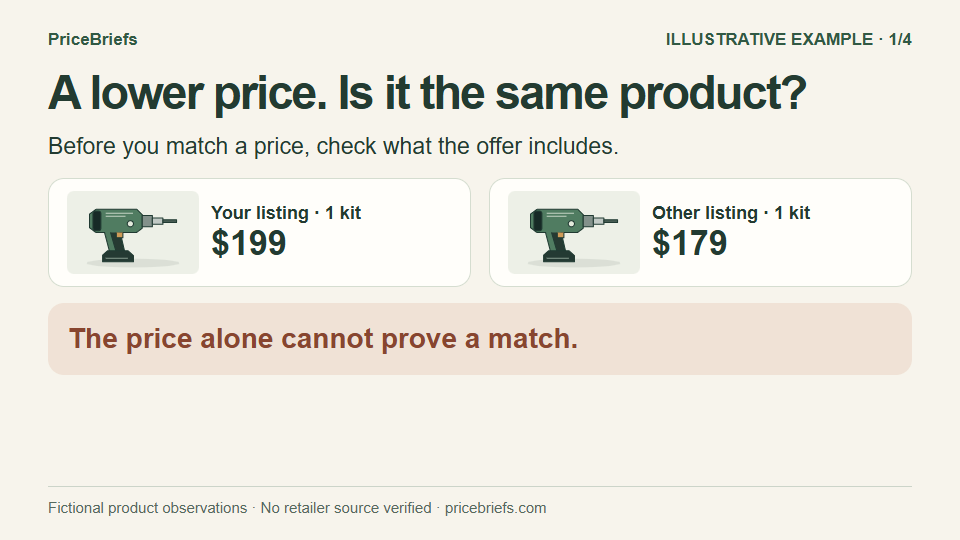 PriceBriefs
ILLUSTRATIVE EXAMPLE · 1/4
A lower price. Is it the same product?
Before you match a price, check what the offer includes.
Your listing · 1 kit
$199
Other listing · 1 kit
$179
The price alone cannot prove a match.
Fictional product observations · No retailer source verified · pricebriefs.com